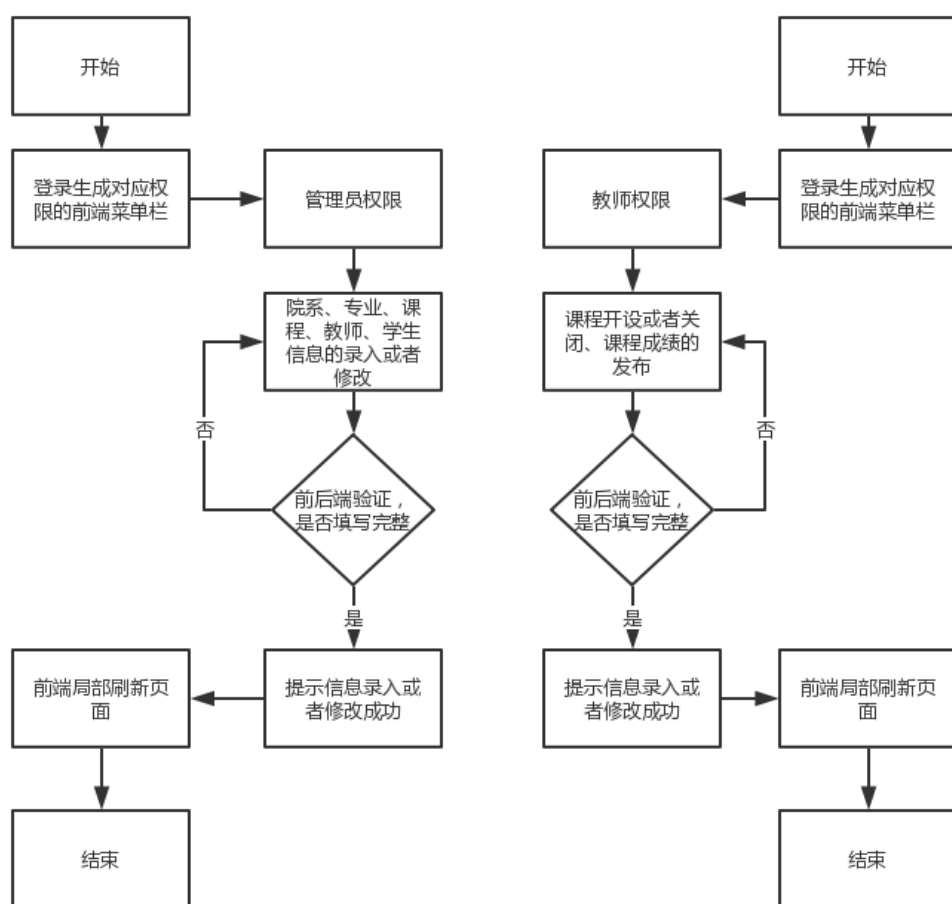 开始
登录生成对应权
限的前端菜单栏
管理员权限
院系、专业、课
程、教师、学生
信息的录入或者
修改
否
前后端验证，
是否填写完整
是
提示信息录入或
者修改成功
前端局部刷新页
面
结束
开始
登录生成对应权
限的前端菜单栏
教师权限
课程开设或者关
闭、课程成绩的
发布
否
前后端验证，
是否填写完整
是
提示信息录入或
者修改成功
前端局部刷新页
面
结束